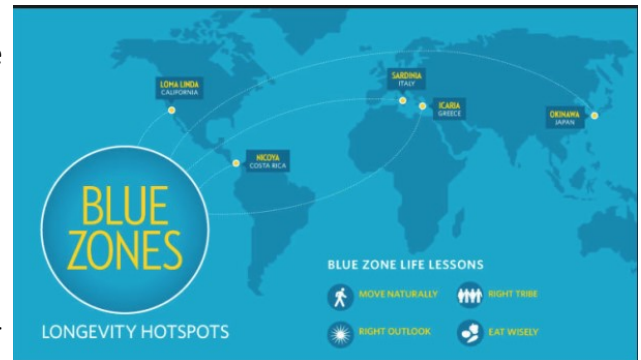 LOMA LINDA
CALIFORNIA
SARDINIA
ITALY
ICARIA
GREECE
OKINAWA
JAPAN
NICOYA
COSTA RICA
BLUE
ZONES
LONGEVITY HOTSPOTS
BLUE ZONE LIFE LESSONS
MOVE NATURALLY
RIGHT TRIBE
RIGHT OUTLOOK
EAT WISELY